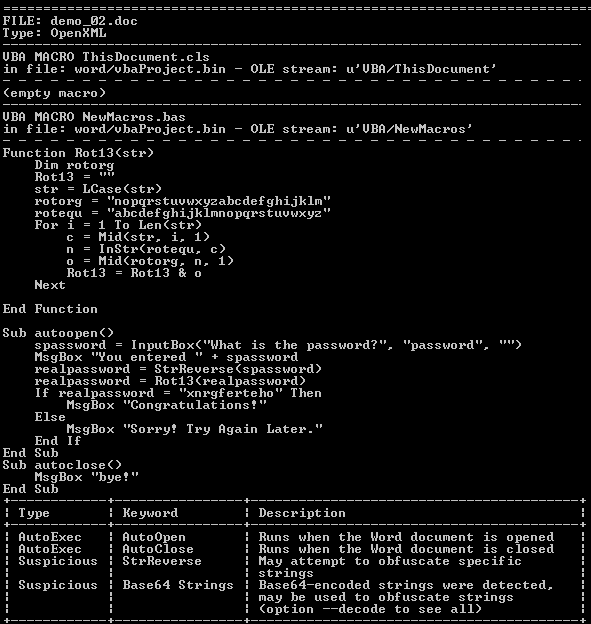 ===============================================================================
FILE: demo_02.doc
Type: OpenXML
-------------------------------------------------------------------------------
VBA MACRO ThisDocument.cls
in file: word/vbaProject.bin - OLE stream: u'VBA/ThisDocument'
- - - - - - - - - - - - - - - - - - - - - - - - - - - - - - - - - - - - - - -
(empty macro)
-------------------------------------------------------------------------------
VBA MACRO NewMacros.bas
in file: word/vbaProject.bin - OLE stream: u'VBA/NewMacros'
- - - - - - - - - - - - - - - - - - - - - - - - - - - - - - - - - - - - - - -
Function Rot13(str)
    Dim rotorg
    Rot13 = ""
    str = LCase(str)
    rotorg = "nopqrstuvwxyzabcdefghijklm"
    rotequ = "abcdefghijklmnopqrstuvwxyz"
    For i = 1 To Len(str)
        c = Mid(str, i, 1)
        n = InStr(rotequ, c)
        o = Mid(rotorg, n, 1)
        Rot13 = Rot13 & o
    Next

End Function

Sub autoopen()
    spassword = InputBox("What is the password?", "password", "")
    MsgBox "You entered " + spassword
    realpassword = StrReverse(spassword)
    realpassword = Rot13(realpassword)
    If realpassword = "xnrgferteho" Then
        MsgBox "Congratulations!"
    Else
        MsgBox "Sorry! Try Again Later."
    End If
End Sub
Sub autoclose()
    MsgBox "bye!"
End Sub
+------------+----------------+-----------------------------------------+
| Type       | Keyword        | Description                             |
+------------+----------------+-----------------------------------------+
| AutoExec   | AutoOpen       | Runs when the Word document is opened   |
| AutoExec   | AutoClose      | Runs when the Word document is closed   |
| Suspicious | StrReverse     | May attempt to obfuscate specific       |
|            |                | strings                                 |
| Suspicious | Base64 Strings | Base64-encoded strings were detected,   |
|            |                | may be used to obfuscate strings        |
|            |                | (option --decode to see all)            |
+------------+----------------+-----------------------------------------+